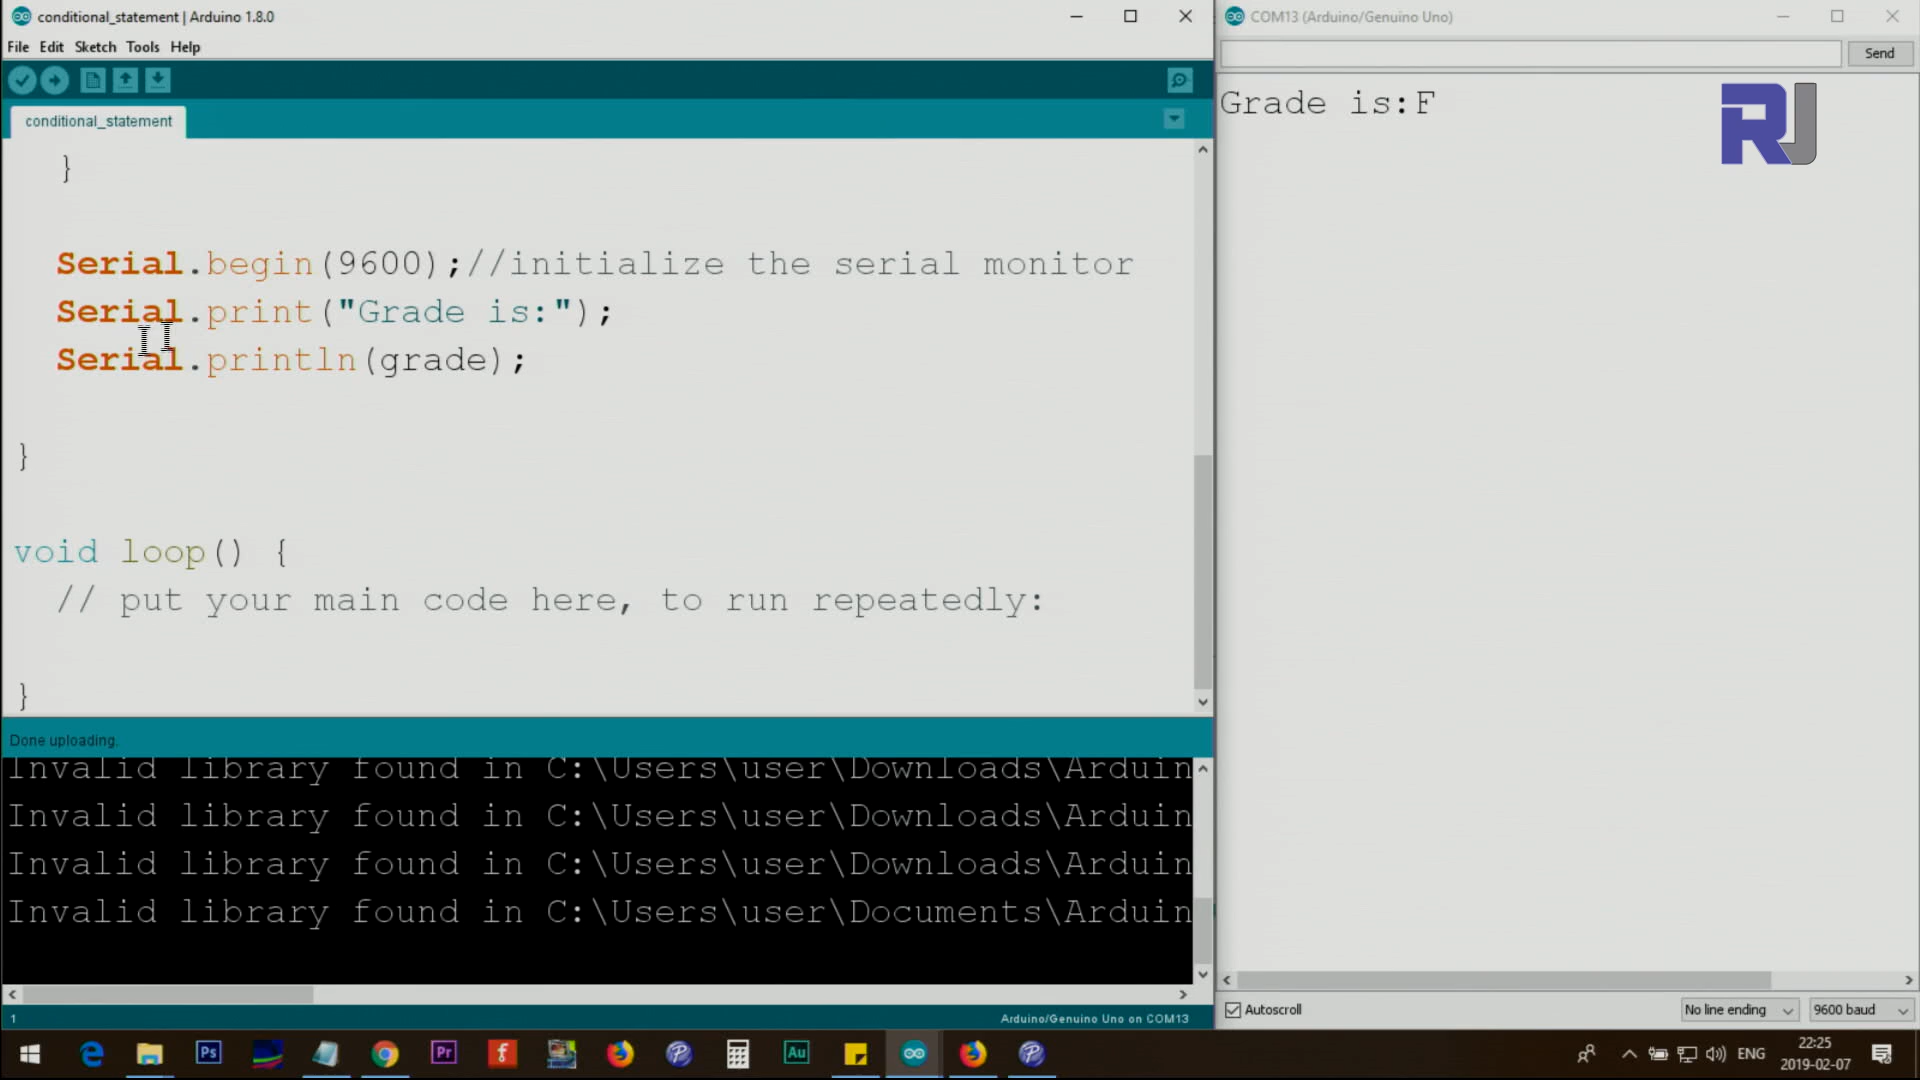 conditional_statement | Arduino 1.8.0
File Edit Sketch Tools Help
conditional_statement
}
Serial.begin(9600);//initialize the serial monitor
Serial.print("Grade is:");
Serial.println(grade);
}
void loop() {
// put your main code here, to run repeatedly:
}
Done uploading.
Invalid library found in C:\Users\user\Downloads\Arduin
Invalid library found in C:\Users\user\Downloads\Arduin
Invalid library found in C:\Users\user\Downloads\Arduin
Invalid library found in C:\Users\user\Documents\Arduin
1
Arduino/Genuino Uno on COM13
COM13 (Arduino/Genuino Uno)
Send
Grade is:F
RJ
Autoscroll
No line ending
9600 baud
Ps
Pr
f
Au
ENG
22:25
2019-02-07